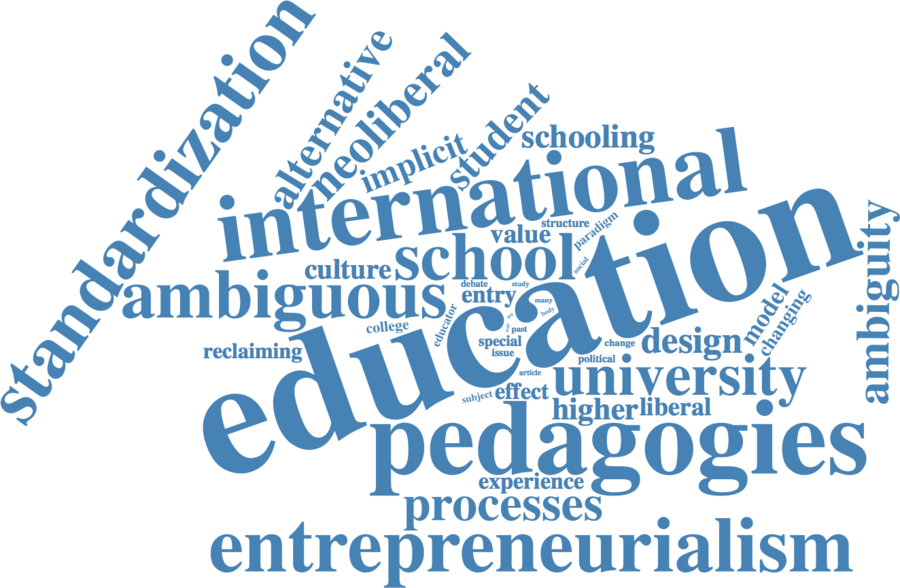 standardization
alternative
neoliberal
implicit
student
schooling
international
structure
paradigm
value
social
culture
school
education
ambiguity
ambiguous
debate
study
entry
many
body
model
changing
college
educator
past
special
issue
change
design
reclaiming
political
article
university
subject
effect
higher
liberal
pedagogies
experience
processes
entrepreneurialism